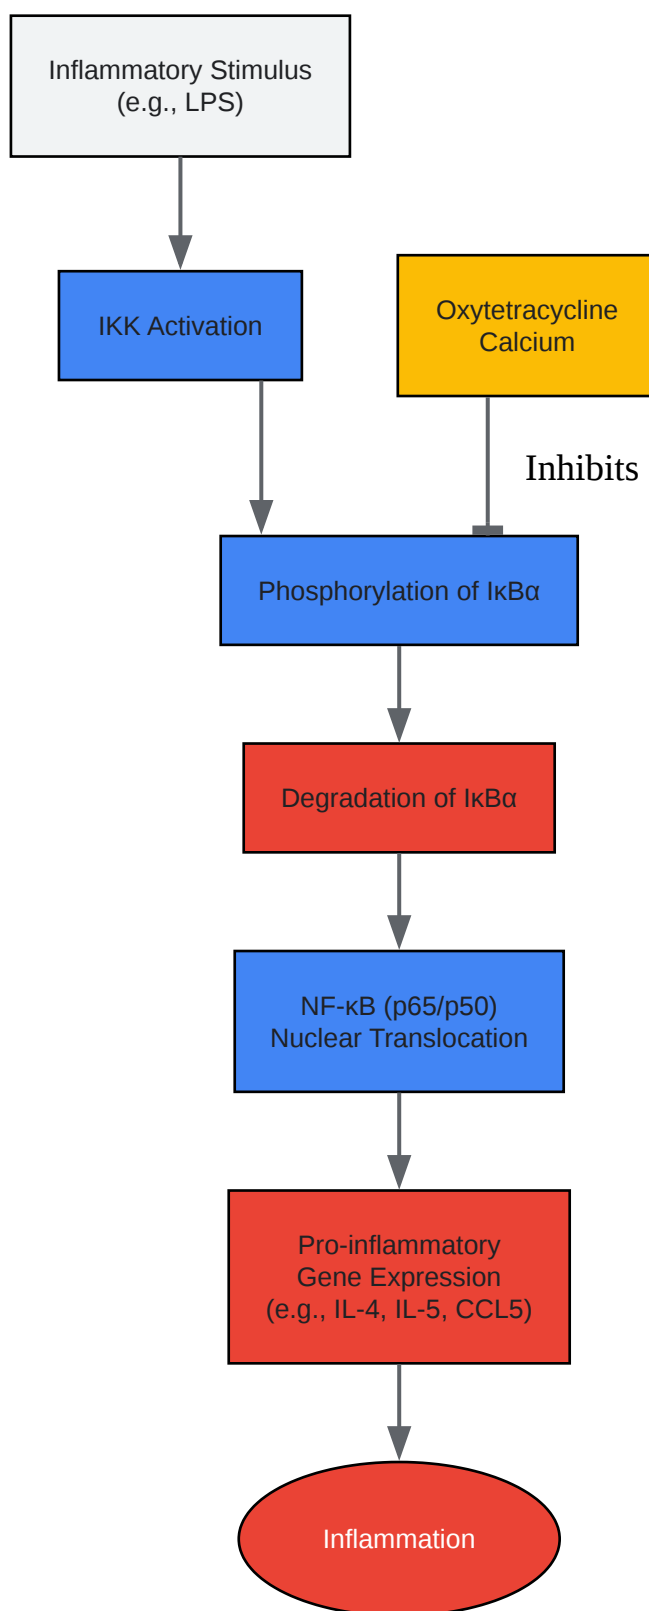 Inflammatory Stimulus
(e.g., LPS)
IKK Activation
Oxytetracycline
Calcium
Inhibits
Phosphorylation of IκBα
Degradation of IκBα
NF-κB (p65/p50)
Nuclear Translocation
Pro-inflammatory
Gene Expression
(e.g., IL-4, IL-5, CCL5)
Inflammation